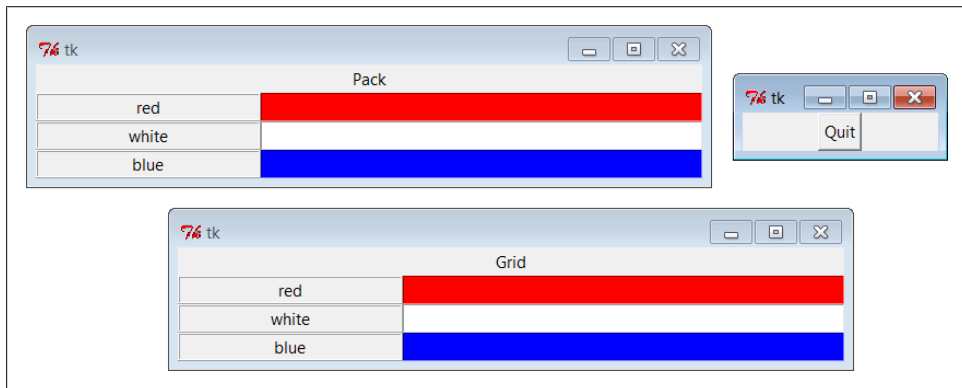 tk
Pack
red
white
blue
tk
Quit
tk
Grid
red
white
blue